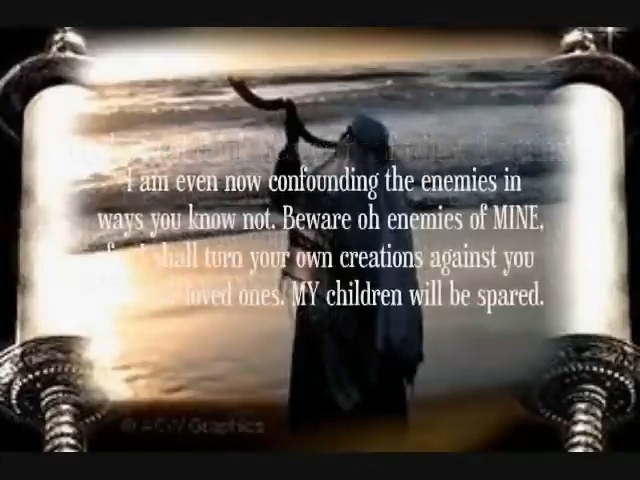 I am even now confounding the enemies in
ways you know not. Beware oh enemies of MINE,
shall turn your own creations against you
loved ones. MY children will be spared.
© ACW Graphics